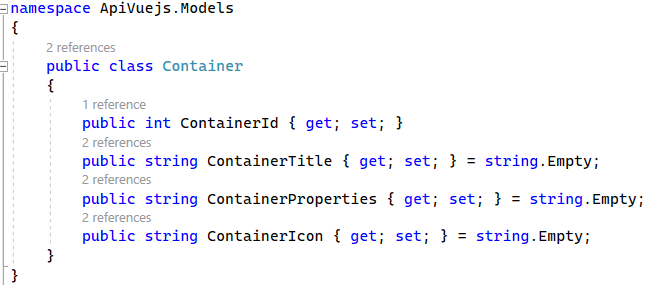 namespace ApiVuejs.Models
{
2 references
public class Container
{
1 reference
public int ContainerId { get; set; }
2 references
public string ContainerTitle { get; set; } = string.Empty;
2 references
public string ContainerProperties { get; set; } = string.Empty;
2 references
public string ContainerIcon { get; set; } = string.Empty;
}
}